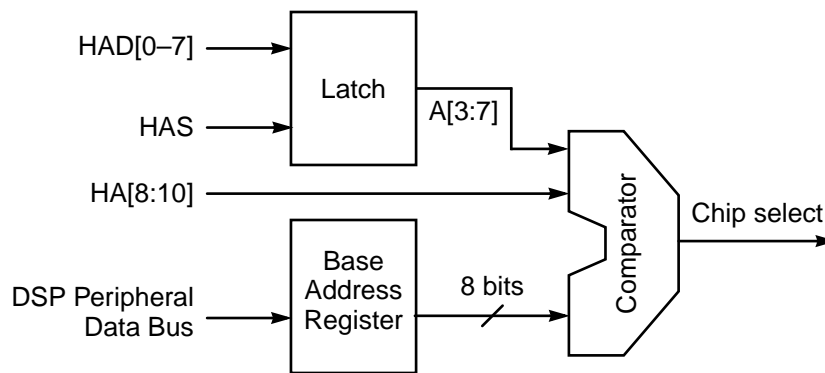 HAD[0–7]
Latch
A[3:7]
HAS
HA[8:10]
Comparator
Chip select
Base
Address
Register
8 bits
DSP Peripheral
Data Bus